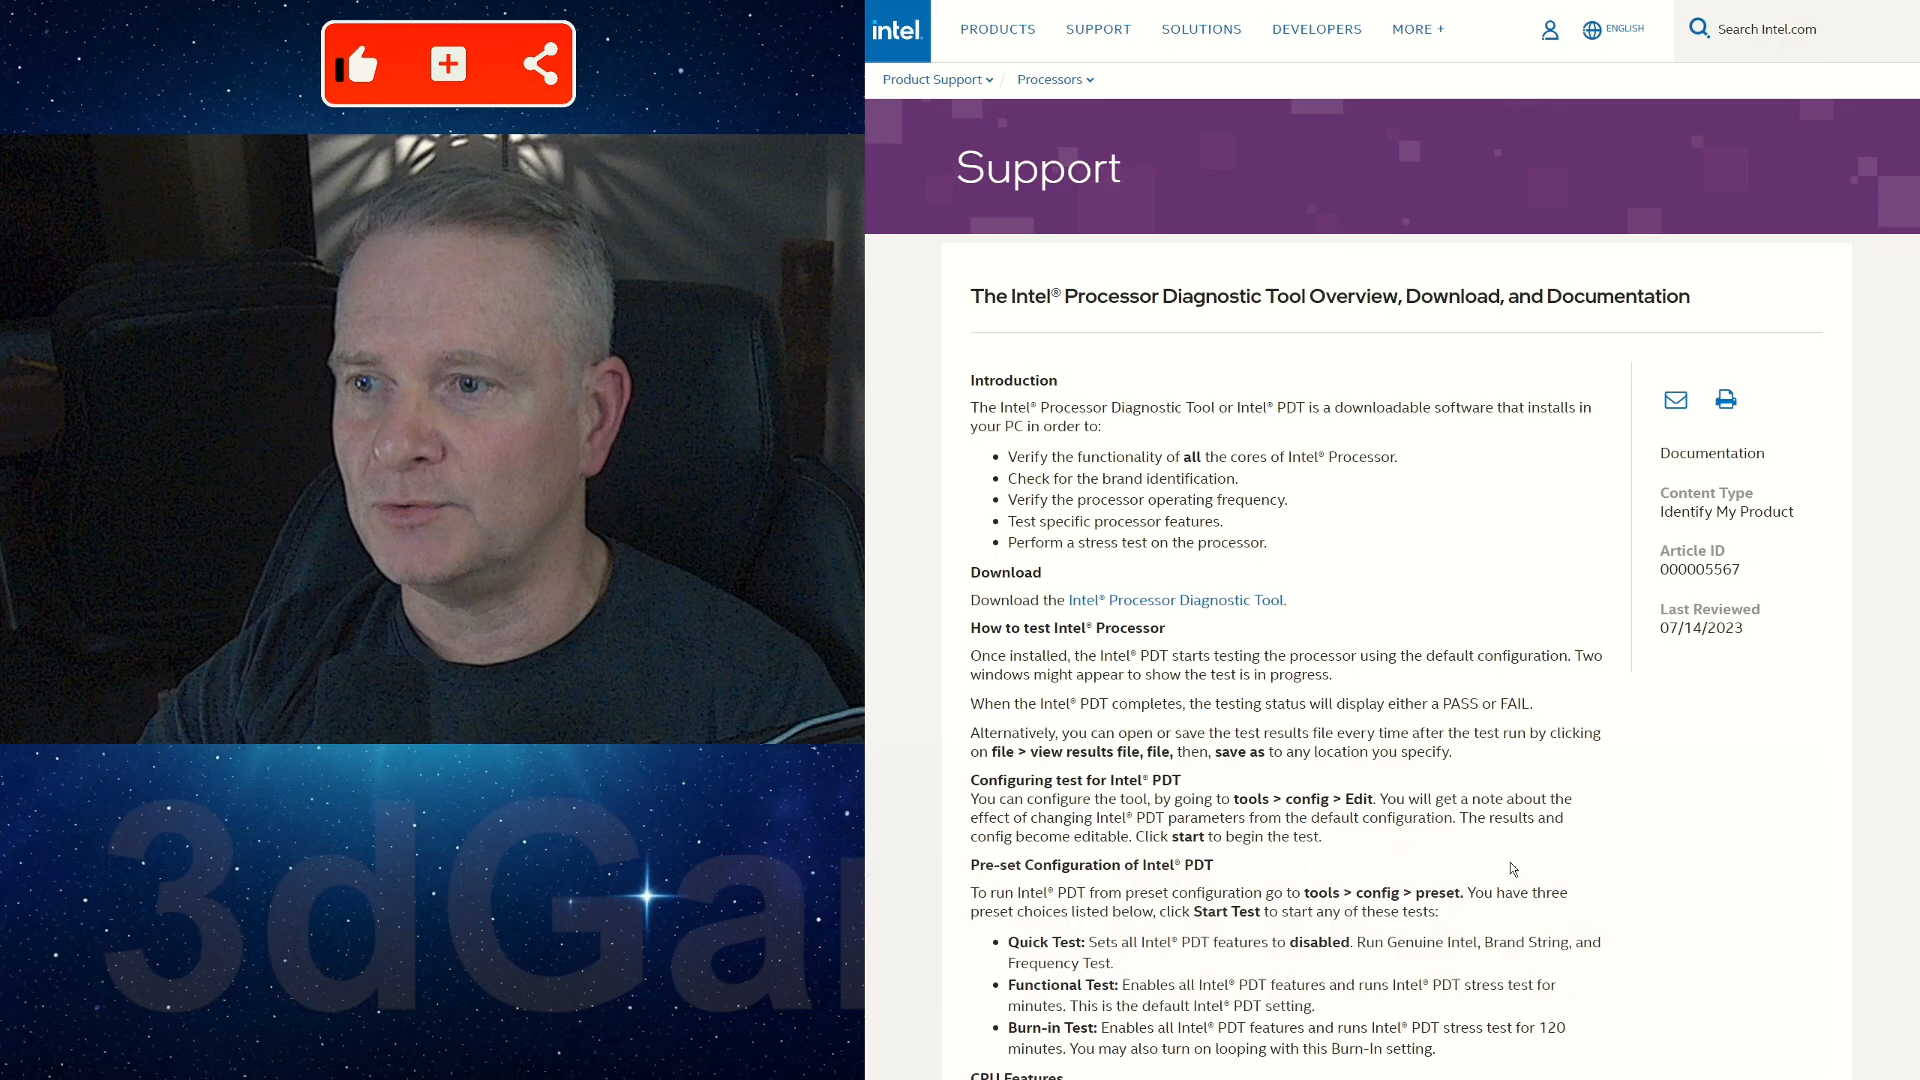 intel.
PRODUCTS SUPPORT SOLUTIONS DEVELOPERS MORE +
ENGLISH
Search Intel.com
Product Support / Processors
Support
The Intel® Processor Diagnostic Tool Overview, Download, and Documentation
Introduction
The Intel® Processor Diagnostic Tool or Intel® PDT is a downloadable software that installs in
your PC in order to:
• Verify the functionality of all the cores of Intel® Processor.
• Check for the brand identification.
• Verify the processor operating frequency.
• Test specific processor features.
• Perform a stress test on the processor.
Download
Download the Intel® Processor Diagnostic Tool.
How to test Intel® Processor
Once installed, the Intel® PDT starts testing the processor using the default configuration. Two
windows might appear to show the test is in progress.
When the Intel® PDT completes, the testing status will display either a PASS or FAIL.
Alternatively, you can open or save the test results file every time after the test run by clicking
on file > view results file, file, then, save as to any location you specify.
Configuring test for Intel® PDT
You can configure the tool, by going to tools > config > Edit. You will get a note about the
effect of changing Intel® PDT parameters from the default configuration. The results and
config become editable. Click start to begin the test.
Pre-set Configuration of Intel® PDT
To run Intel® PDT from preset configuration go to tools > config > preset. You have three
preset choices listed below, click Start Test to start any of these tests:
• Quick Test: Sets all Intel® PDT features to disabled. Run Genuine Intel, Brand String, and
Frequency Test.
• Functional Test: Enables all Intel® PDT features and runs Intel® PDT stress test for
minutes. This is the default Intel® PDT setting.
• Burn-in Test: Enables all Intel® PDT features and runs Intel® PDT stress test for 120
minutes. You may also turn on looping with this Burn-In setting.
CPU Features
Documentation
Content Type
Identify My Product
Article ID
000005567
Last Reviewed
07/14/2023
3dGa